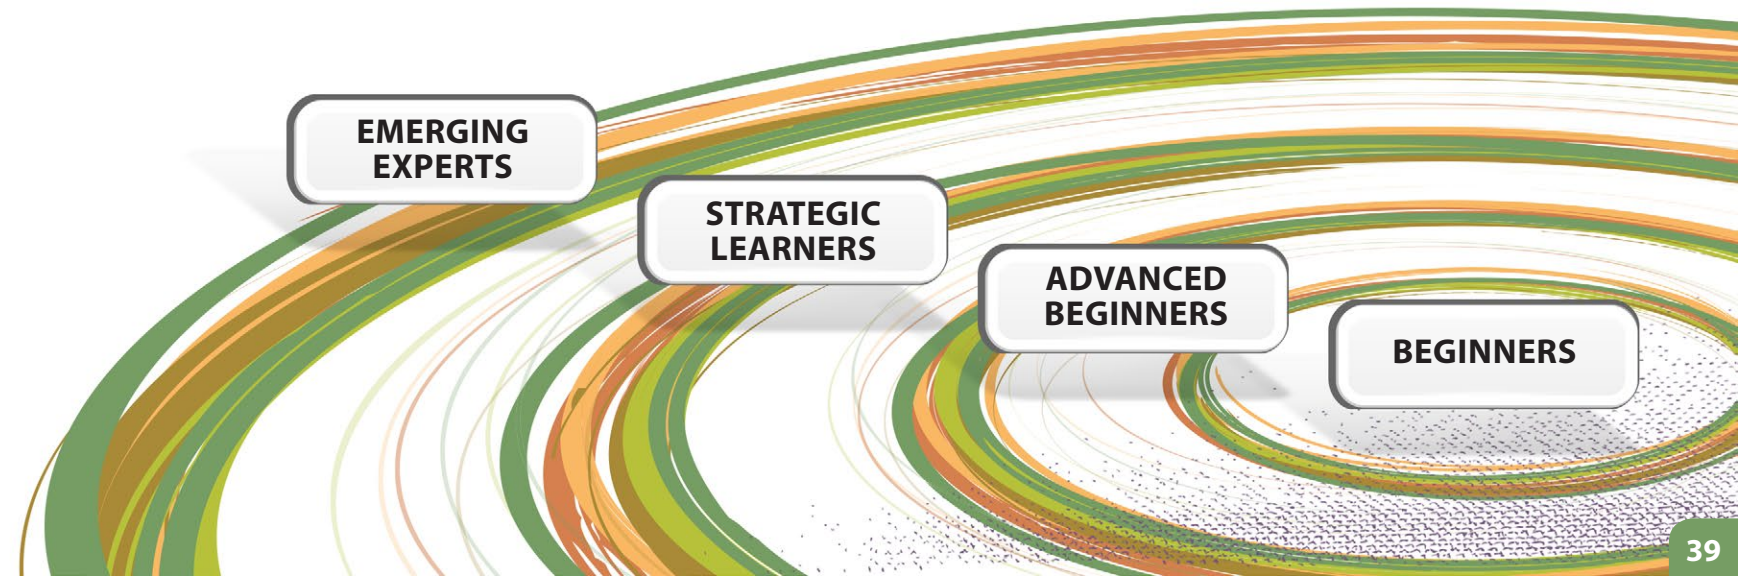 EMERGING
EXPERTS
STRATEGIC
LEARNERS
ADVANCED
BEGINNERS
BEGINNERS
39